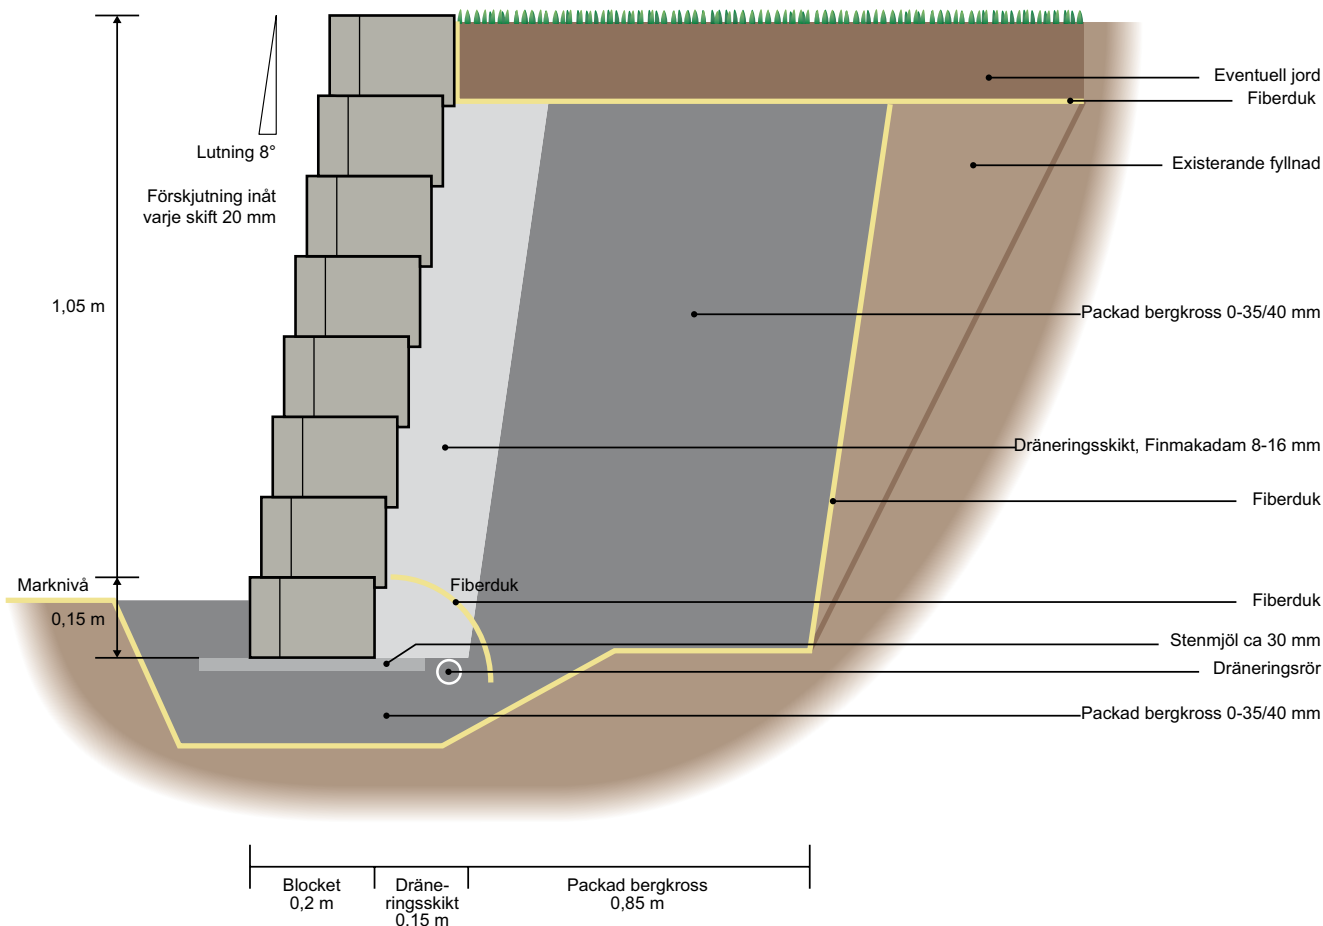 Eventuell jord
Fiberduk
Lutning 8°
Existerande fyllnad
Förskjutning inåt
varje skift 20 mm
1,05 m
Packad bergkross 0-35/40 mm
Dräneringsskikt, Finmakadam 8-16 mm
Fiberduk
Marknivå
Fiberduk
Fiberduk
0,15 m
Stenmjöl ca 30 mm
Dräneringsrör
Packad bergkross 0-35/40 mm
Blocket
0,2 m
Dräne-
ringsskikt
0,15 m
Packad bergkross
0,85 m